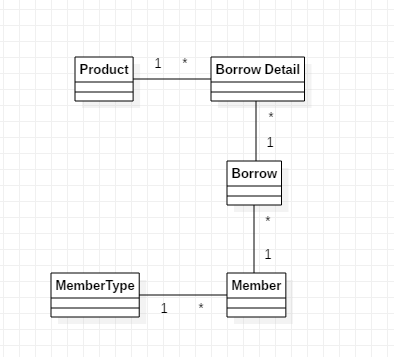 Product 1 * Borrow Detail
*
1
Borrow
*
1
MemberType 1 * Member